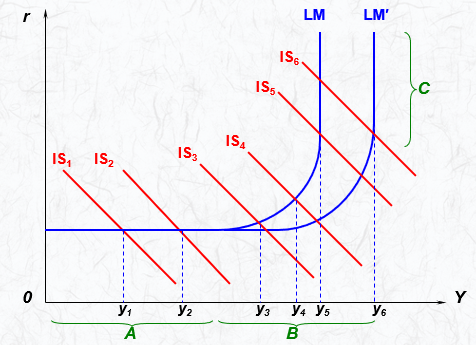 r
LM LM′
IS₆
IS₅
C
IS₄
IS₁ IS₂ IS₃
0 y₁ y₂ y₃ y₄ y₅ y₆ Y
A B